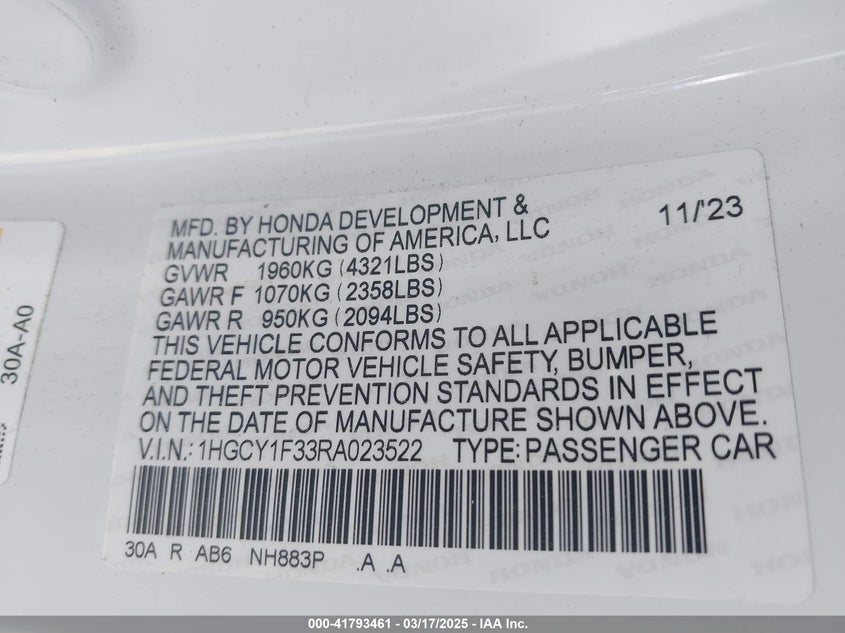 MFD. BY HONDA DEVELOPMENT &
MANUFACTURING OF AMERICA, LLC
11/'23
GVWR 1960KG (4321LBS)
GAWR F 1070KG (2358LBS)
GAWR R 950KG (2094LBS)
THIS VEHICLE CONFORMS TO ALL APPLICABLE
FEDERAL MOTOR VEHICLE SAFETY, BUMPER,
AND THEFT PREVENTION STANDARDS IN EFFECT
ON THE DATE OF MANUFACTURE SHOWN ABOVE.
V.I.N.: 1HGCY1F33RA023522 TYPE: PASSENGER CAR
30A R AB6 NH883P .A .A
30A-A0
000-41793461 - 03/17/2025 - IAA Inc.